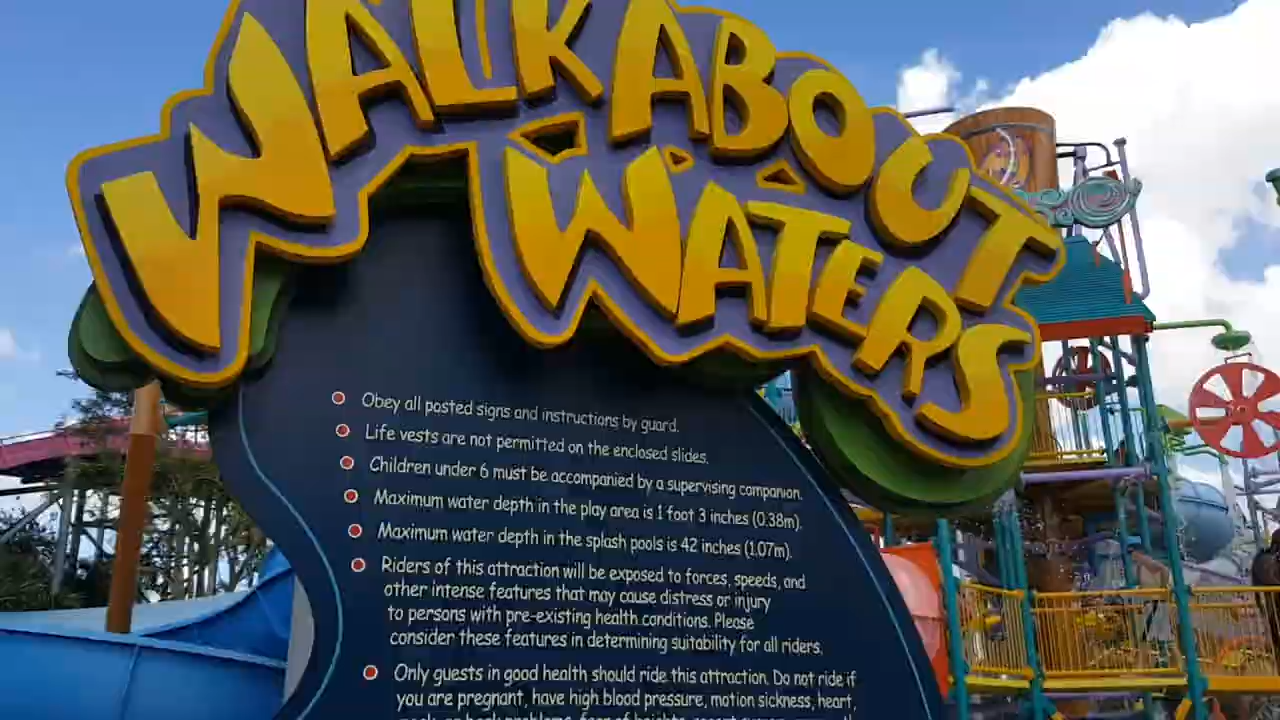 WALKABOUT
WATERS
Obey all posted signs and instructions by guard.
Life vests are not permitted on the enclosed slides.
Children under 6 must be accompanied by a supervising companion.
Maximum water depth in the play area is 1 foot 3 inches (0.38m).
Maximum water depth in the splash pools is 42 inches (1.07m).
Riders of this attraction will be exposed to forces, speeds, and
other intense features that may cause distress or injury
to persons with pre-existing health conditions. Please
consider these features in determining suitability for all riders.
Only guests in good health should ride this attraction. Do not ride if
you are pregnant, have high blood pressure, motion sickness, heart,